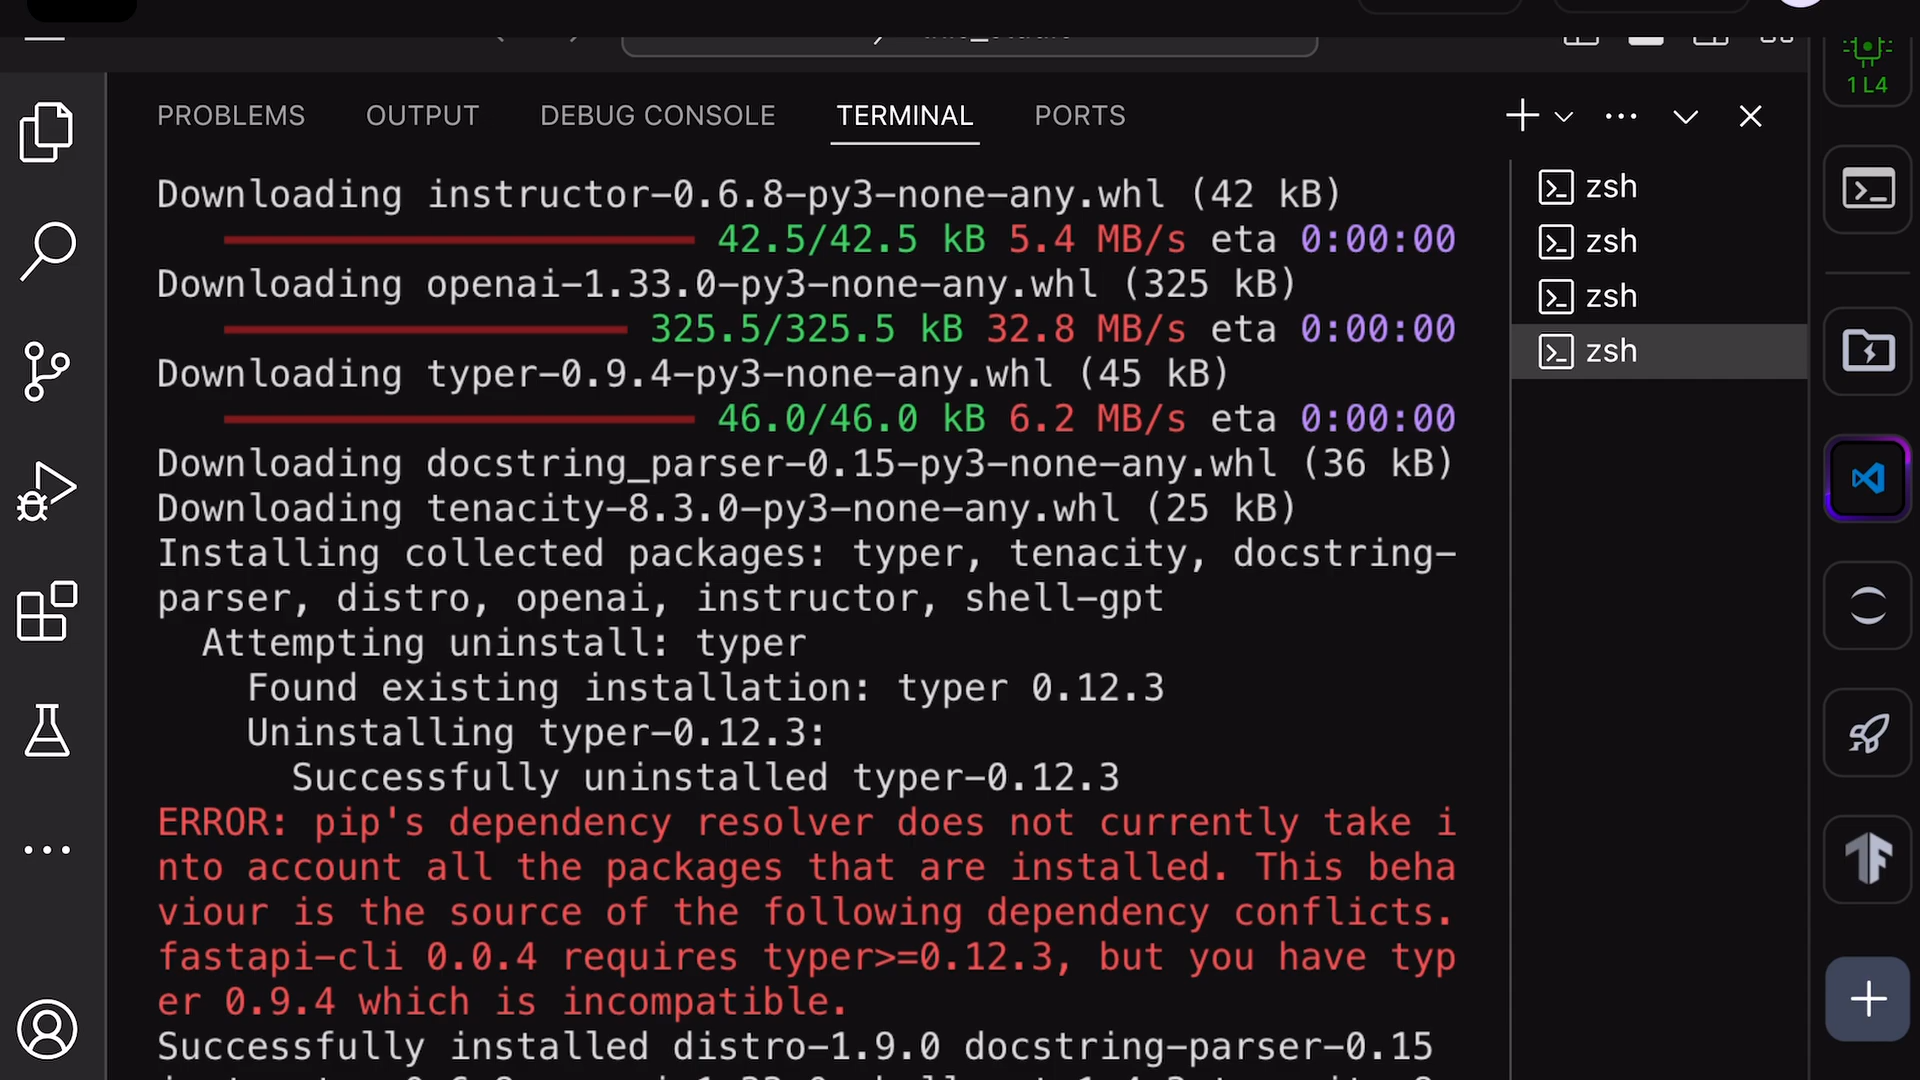 1 L4
PROBLEMS OUTPUT DEBUG CONSOLE TERMINAL PORTS
Downloading instructor-0.6.8-py3-none-any.whl (42 kB)
42.5/42.5 kB 5.4 MB/s eta 0:00:00
Downloading openai-1.33.0-py3-none-any.whl (325 kB)
325.5/325.5 kB 32.8 MB/s eta 0:00:00
Downloading typer-0.9.4-py3-none-any.whl (45 kB)
46.0/46.0 kB 6.2 MB/s eta 0:00:00
Downloading docstring_parser-0.15-py3-none-any.whl (36 kB)
Downloading tenacity-8.3.0-py3-none-any.whl (25 kB)
Installing collected packages: typer, tenacity, docstring-
parser, distro, openai, instructor, shell-gpt
Attempting uninstall: typer
Found existing installation: typer 0.12.3
Uninstalling typer-0.12.3:
Successfully uninstalled typer-0.12.3
ERROR: pip's dependency resolver does not currently take i
nto account all the packages that are installed. This beha
viour is the source of the following dependency conflicts.
fastapi-cli 0.0.4 requires typer>=0.12.3, but you have typ
er 0.9.4 which is incompatible.
Successfully installed distro-1.9.0 docstring-parser-0.15
zsh
zsh
zsh
zsh